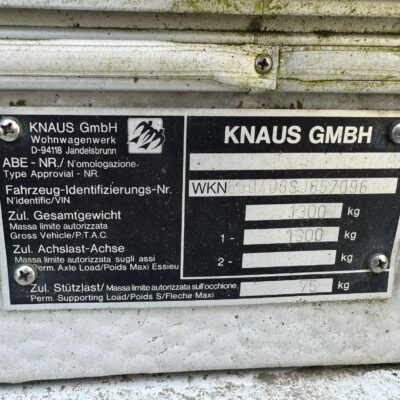 KNAUS GmbH
Wohnwagenwerk
D-94118 Jandelsbrunn
KNAUS GMBH
ABE - NR./ N'omologazione
Type Approvial - NR.
Fahrzeug-Identifizierungs-Nr.
N'identificazione/VIN
WKN
Zul. Gesamtgewicht 1300 kg
Massa limite autorizzata
Gross Vehicle/P.T.A.C. 1 - 1300 kg
Zul. Achslast-Achse
Massa limite autorizzata sugli assi 2 - kg
Perm. Axle Load/Poids Maxi Essieu
Zul. Stützlast/ Massa limite autorizzata sull'occhione. 75 kg
Perm. Supporting Load/Poids S/Fleche Maxi